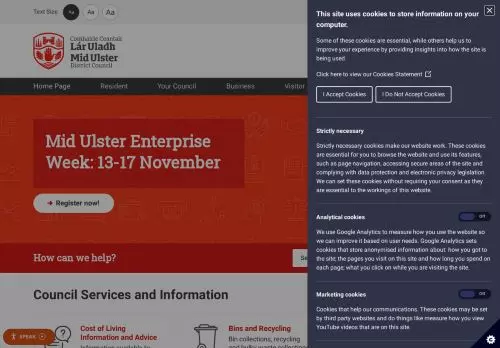 Text Size
Aa
Aa
Aa
Comhairle Ceantair
Lár Uladh
Mid Ulster
District Council
Home Page
Resident
Your Council
Business
Visitor
Mid Ulster Enterprise
Week: 13-17 November
Register now!
How can we help?
Se
Council Services and Information
Cost of Living
Information and Advice
Information available to
Bins and Recycling
Bin collections, recycling
SPEAK
This site uses cookies to store information on your
computer.
Some of these cookies are essential, while others help us to
improve your experience by providing insights into how the site is
being used.
Click here to view our Cookies Statement
I Accept Cookies
I Do Not Accept Cookies
Strictly necessary
Strictly necessary cookies make our website work. These cookies
are essential for you to browse the website and use its features,
such as page navigation, accessing secure areas of the site and
complying with data protection and electronic privacy legislation.
We can set these cookies without requiring your consent as they
are essential to the workings of this website.
Analytical cookies
Off
We use Google Analytics to measure how you use the website so
we can improve it based on user needs. Google Analytics sets
cookies that store anonymised information about: how you got to
the site; the pages you visit on this site and how long you spend
on each page; what you click on while you are visiting the site.
Marketing cookies
Off
Cookies that help our communications. These cookies may be set
by third party websites and do things like measure how you view
YouTube videos that are on this site.